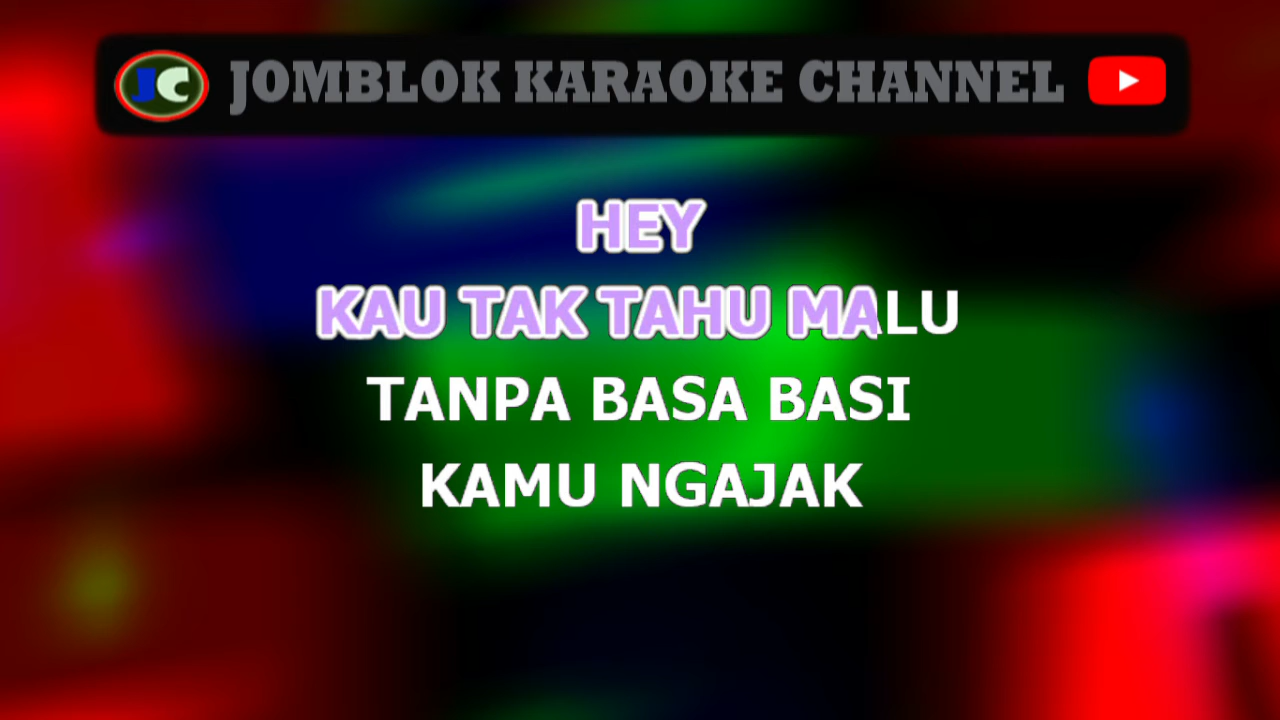 JC JOMBLOK KARAOKE CHANNEL
HEY
KAU TAK TAHU MALU
TANPA BASA BASI
KAMU NGAJAK